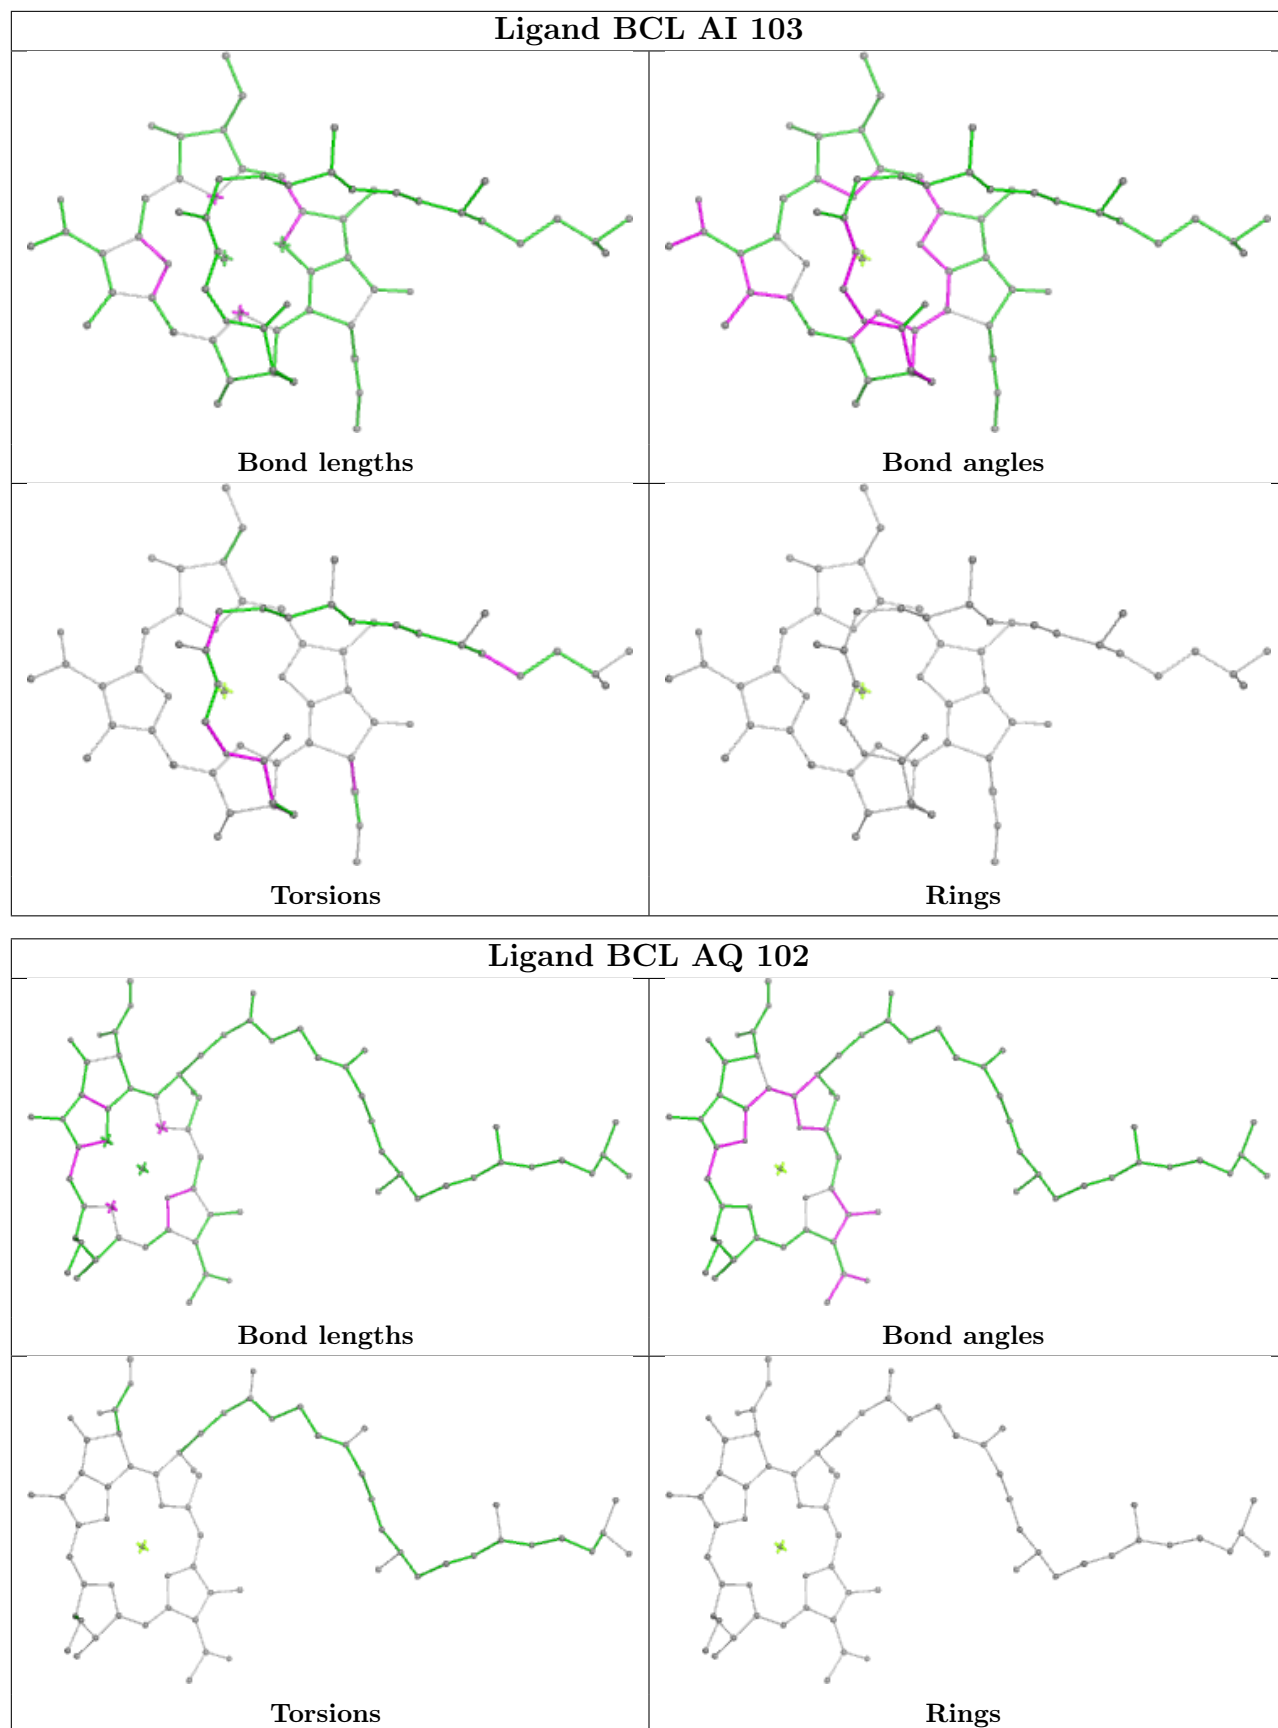 Ligand BCL AI 103
Bond lengths
Bond angles
Torsions
Rings
Ligand BCL AQ 102
Bond lengths
Bond angles
Torsions
Rings